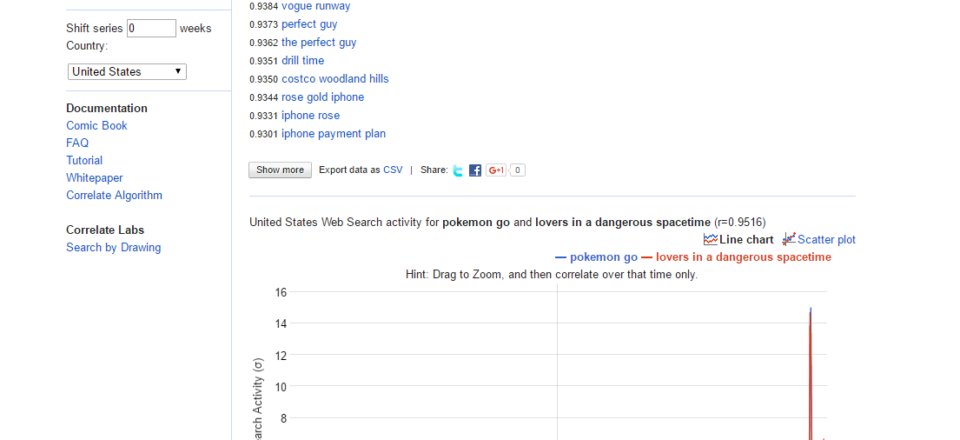 0.9384 vogue runway
Shift series 0 weeks
0.9373 perfect guy
Country:
0.9362 the perfect guy
0.9351 drill time
United States
0.9350 costco woodland hills
0.9344 rose gold iphone
Documentation
0.9331 iphone rose
Comic Book
0.9301 iphone payment plan
FAQ
Tutorial
Show more Export data as CSV | Share: G+1 0
Whitepaper
Correlate Algorithm
United States Web Search activity for pokemon go and lovers in a dangerous spacetime (r=0.9516)
Correlate Labs
Line chart Scatter plot
Search by Drawing
pokemon go lovers in a dangerous spacetime
Hint: Drag to Zoom, and then correlate over that time only.
16
14
12
10
8
arch Activity (σ)